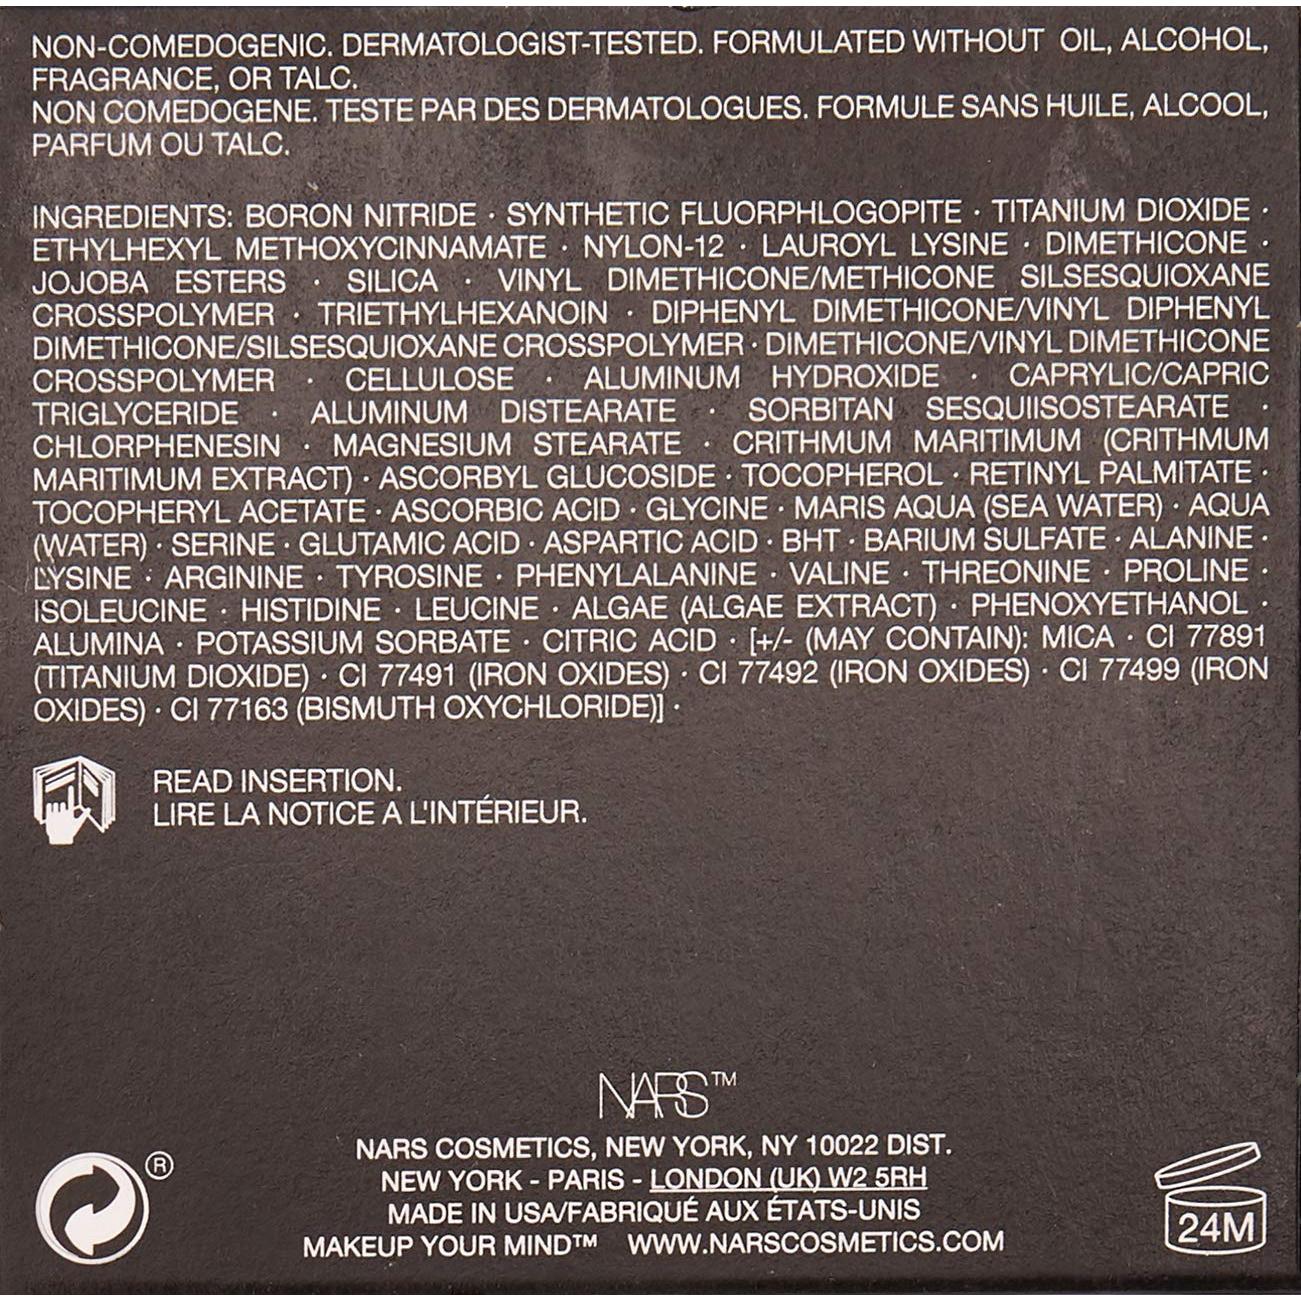 NON-COMEDOGENIC. DERMATOLOGIST-TESTED. FORMULATED WITHOUT OIL, ALCOHOL,
FRAGRANCE, OR TALC.
NON COMEDOGENE. TESTE PAR DES DERMATOLOGUES. FORMULE SANS HUILE, ALCOOL,
PARFUM OU TALC.
INGREDIENTS: BORON NITRIDE · SYNTHETIC FLUORPHLOGOPITE · TITANIUM DIOXIDE ·
ETHYLHEXYL METHOXYCINNAMATE · NYLON-12 · LAUROYL LYSINE · DIMETHICONE ·
JOJOBA ESTERS · SILICA · VINYL DIMETHICONE/METHICONE SILSESQUIOXANE
CROSSPOLYMER · TRIETHYLHEXANOIN · DIPHENYL DIMETHICONE/VINYL DIPHENYL
DIMETHICONE/SILSESQUIOXANE CROSSPOLYMER · DIMETHICONE/VINYL DIMETHICONE
CROSSPOLYMER · CELLULOSE · ALUMINUM HYDROXIDE · CAPRYLIC/CAPRIC
TRIGLYCERIDE · ALUMINUM DISTEARATE · SORBITAN SESQUIISOSTEARATE ·
CHLORPHENESIN · MAGNESIUM STEARATE · CRITHMUM MARITIMUM (CRITHMUM
MARITIMUM EXTRACT) · ASCORBYL GLUCOSIDE · TOCOPHEROL · RETINYL PALMITATE ·
TOCOPHERYL ACETATE · ASCORBIC ACID · GLYCINE · MARIS AQUA (SEA WATER) · AQUA
(WATER) · SERINE · GLUTAMIC ACID · ASPARTIC ACID · BHT · BARIUM SULFATE · ALANINE ·
LYSINE · ARGININE · TYROSINE · PHENYLALANINE · VALINE · THREONINE · PROLINE ·
ISOLEUCINE · HISTIDINE · LEUCINE · ALGAE (ALGAE EXTRACT) · PHENOXYETHANOL ·
ALUMINA · POTASSIUM SORBATE · CITRIC ACID · [+/- (MAY CONTAIN): MICA · CI 77891
(TITANIUM DIOXIDE) · CI 77491 (IRON OXIDES) · CI 77492 (IRON OXIDES) · CI 77499 (IRON
OXIDES) · CI 77163 (BISMUTH OXYCHLORIDE)] ·
READ INSERTION.
LIRE LA NOTICE A L'INTÉRIEUR.
NARS™
NARS COSMETICS, NEW YORK, NY 10022 DIST.
NEW YORK - PARIS - LONDON (UK) W2 5RH
MADE IN USA/FABRIQUÉ AUX ÉTATS-UNIS
MAKEUP YOUR MIND™ WWW.NARSCOSMETICS.COM
®
24M